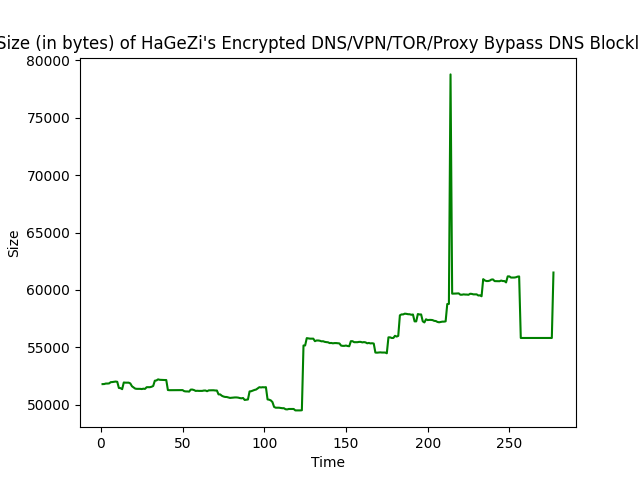 Size (in bytes) of HaGeZi's Encrypted DNS/VPN/TOR/Proxy Bypass DNS Blockl
80000
75000
70000
65000
60000
55000
50000
Size
0 50 100 150 200 250
Time